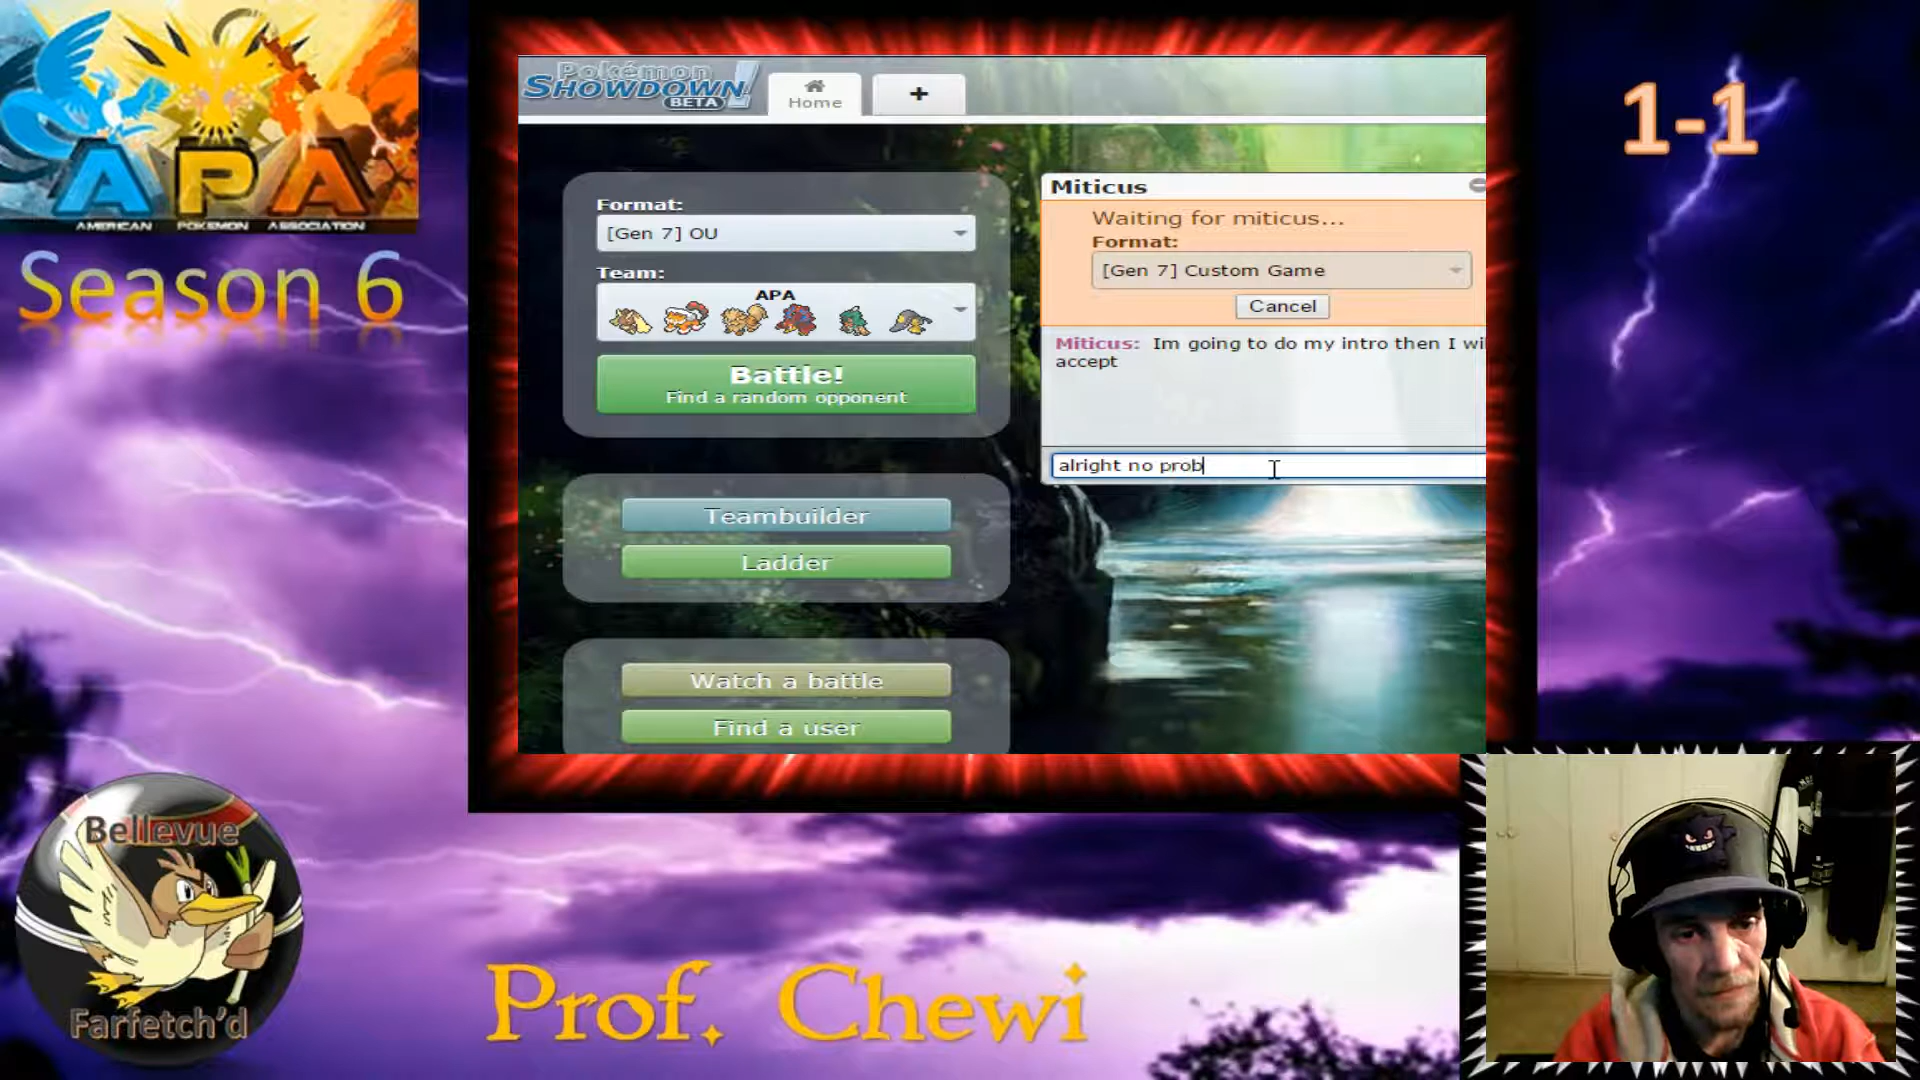 APA
AMERICAN POKEMON ASSOCIATION
Season 6
Bellevue
Farfetch'd
Pokémon
SHOWDOWN!
BETA
Home
+
Format:
[Gen 7] OU
Team:
APA
Battle!
Find a random opponent
Teambuilder
Ladder
Watch a battle
Find a user
Miticus
Waiting for miticus...
Format:
[Gen 7] Custom Game
Cancel
Miticus: Im going to do my intro then I wi
accept
alright no prob
1-1
Prof. Chewi